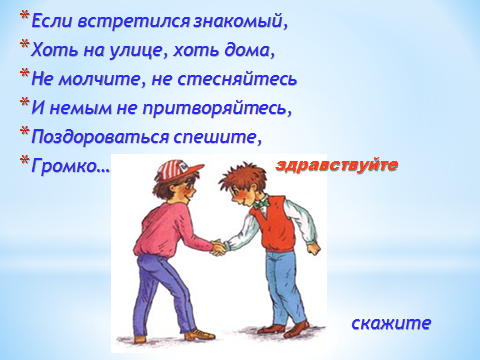 * Если встретился знакомый,
* Хоть на улице, хоть дома,
* Не молчите, не стесняйтесь
* И немым не притворяйтесь,
* Поздороваться спешите,
* Громко… здравствуйте
скажите